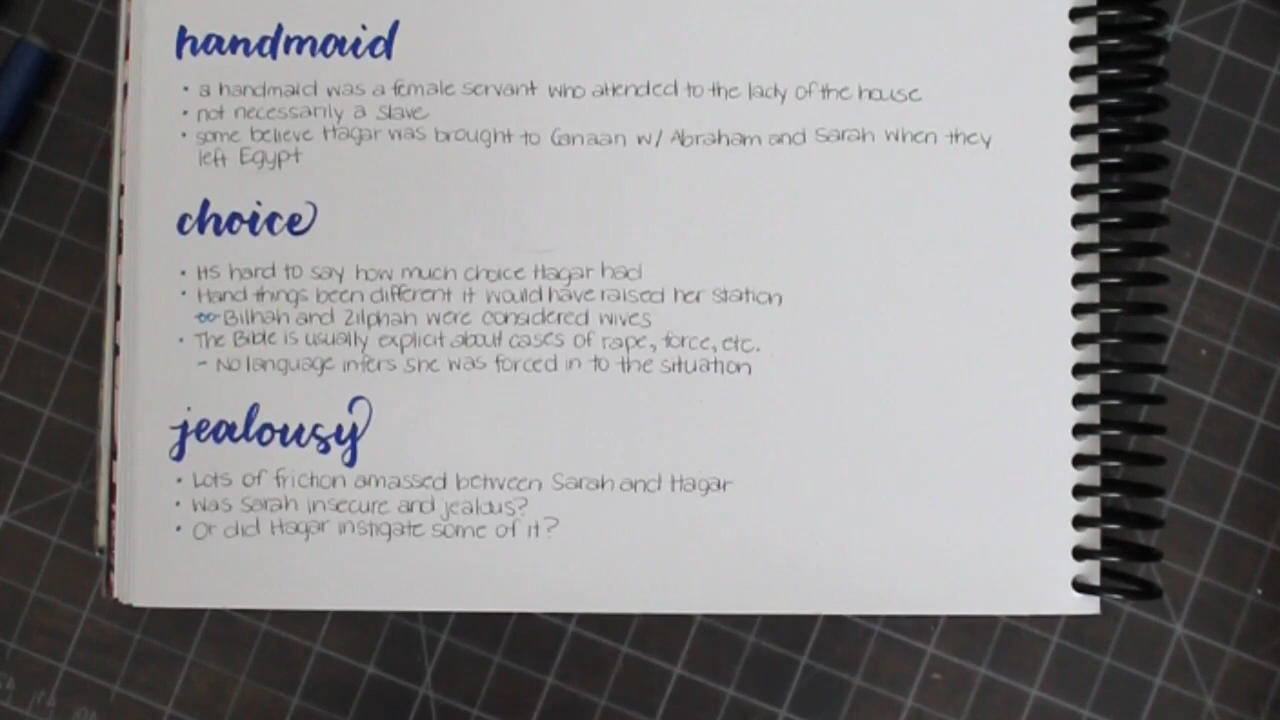 handmaid
• a handmaid was a female servant who attended to the lady of the house
• not necessarily a slave
• some believe Hagar was brought to Canaan w/ Abraham and Sarah when they
left Egypt
choice
• its hard to say how much choice Hagar had
• Hand things been different it would have raised her station
Bilhah and Zilphah were considered wives
• The Bible is usually explicit about cases of rape, force, etc.
- No language infers she was forced in to the situation
jealousy
• Lots of friction amassed between Sarah and Hagar
• Was Sarah insecure and jealous?
• Or did Hagar instigate some of it?